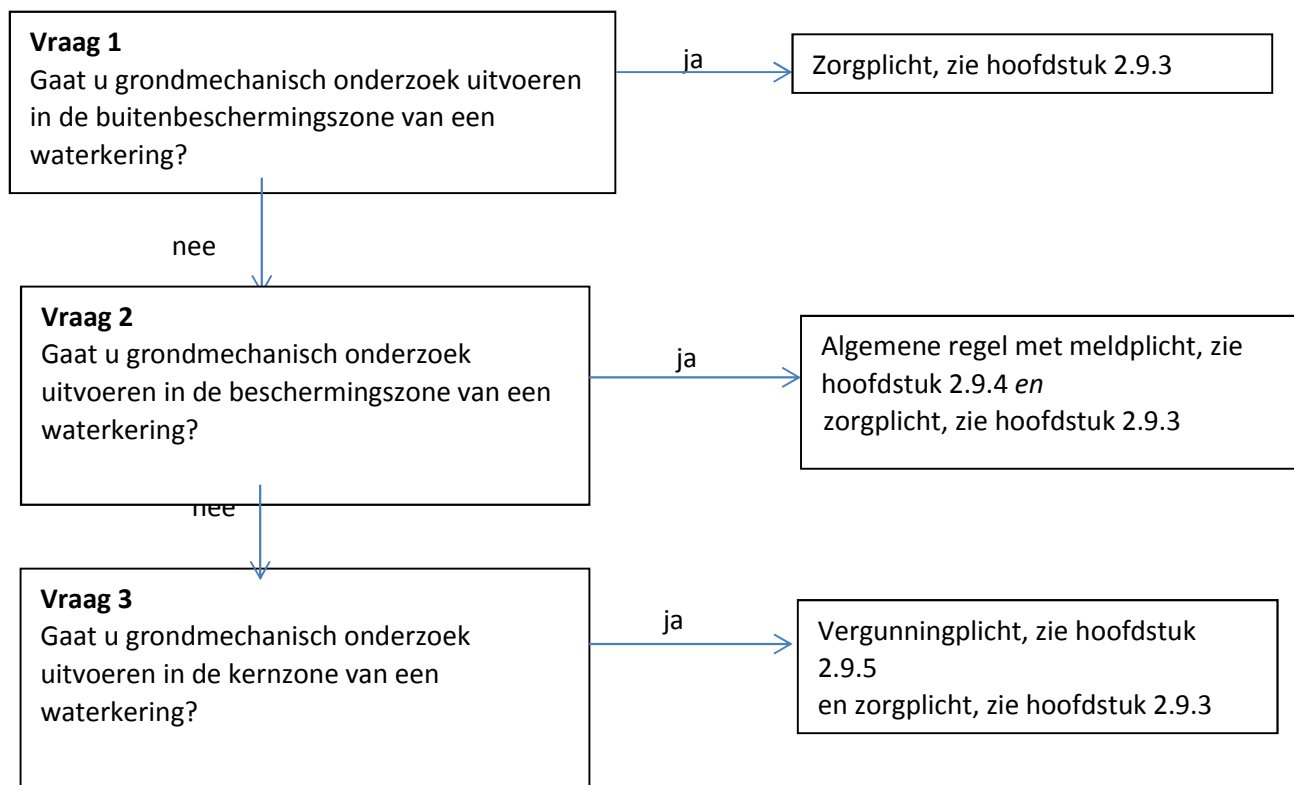 Vraag 1
Gaat u grondmechanisch onderzoek uitvoeren
in de buitenbeschermingszone van een
waterkering?
ja
Zorgplicht, zie hoofdstuk 2.9.3
nee
Vraag 2
Gaat u grondmechanisch onderzoek
uitvoeren in de beschermingszone van een
waterkering?
ja
Algemene regel met meldplicht, zie
hoofdstuk 2.9.4 en
zorgplicht, zie hoofdstuk 2.9.3
nee
Vraag 3
Gaat u grondmechanisch onderzoek
uitvoeren in de kernzone van een
waterkering?
ja
Vergunningplicht, zie hoofdstuk
2.9.5
en zorgplicht, zie hoofdstuk 2.9.3